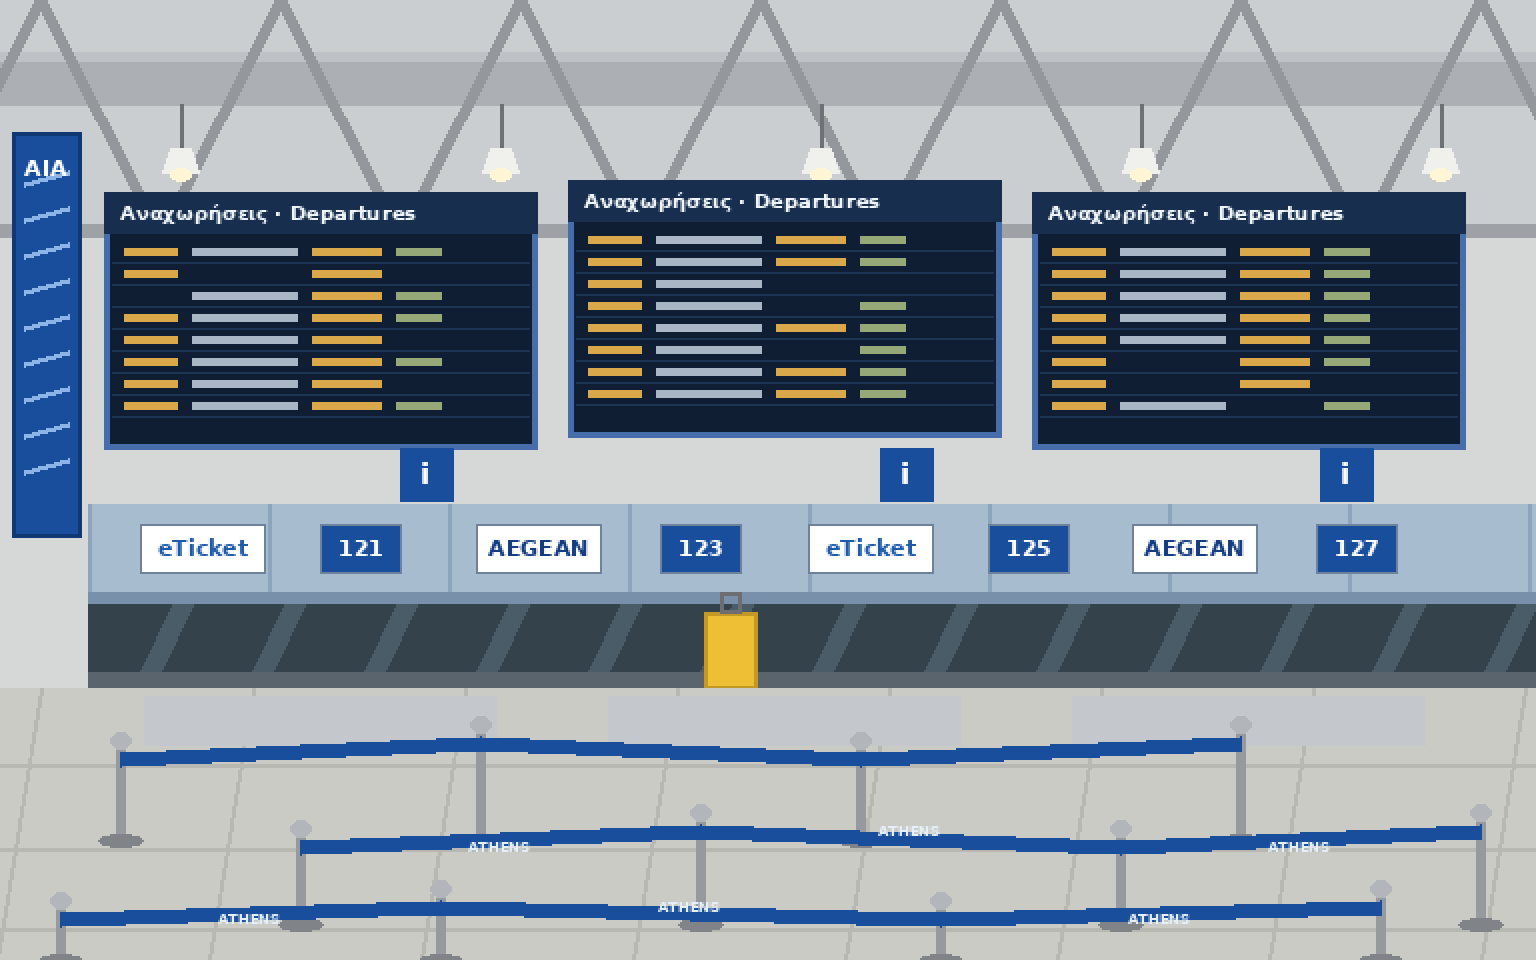 AIA
Αναχωρήσεις · Departures
Αναχωρήσεις · Departures
Αναχωρήσεις · Departures
i
i
i
eTicket
121
AEGEAN
123
eTicket
125
AEGEAN
127
ATHENS
ATHENS
ATHENS
ATHENS
ATHENS
ATHENS